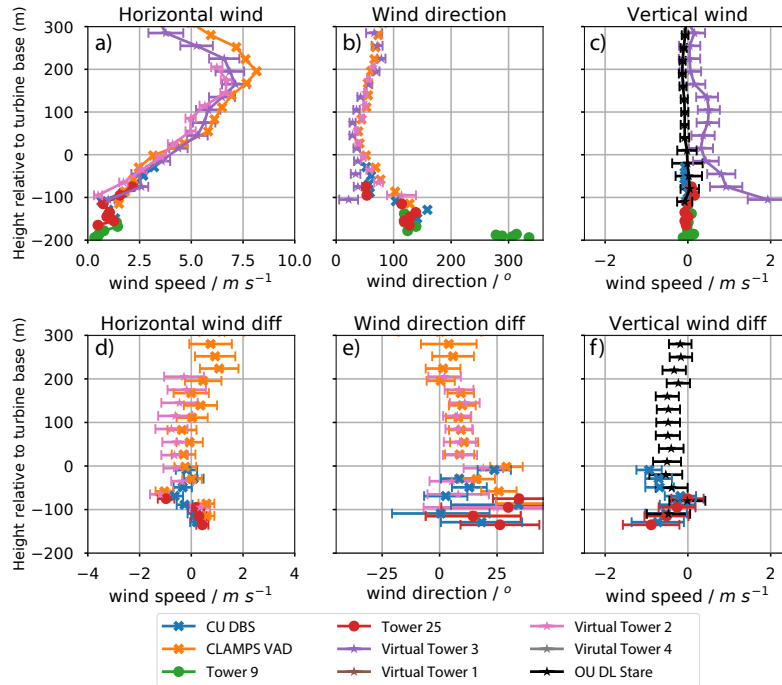 Horizontal wind
Wind direction
Vertical wind
Height relative to turbine base (m)
300
200
100
0
−100
−200
a)
b)
c)
0.0 2.5 5.0 7.5 10.0
0 100 200 300
−2 0 2
wind speed / m s⁻¹
wind direction / °
wind speed / m s⁻¹
Horizontal wind diff
Wind direction diff
Vertical wind diff
Height relative to turbine base (m)
300
200
100
0
−100
−200
d)
e)
f)
−4 0 4
−25 0 25
−2 0 2
wind speed / m s⁻¹
wind direction / °
wind speed / m s⁻¹
CU DBS
CLAMPS VAD
Tower 9
Tower 25
Virtual Tower 3
Virtual Tower 1
Virtual Tower 2
Virutal Tower 4
OU DL Stare